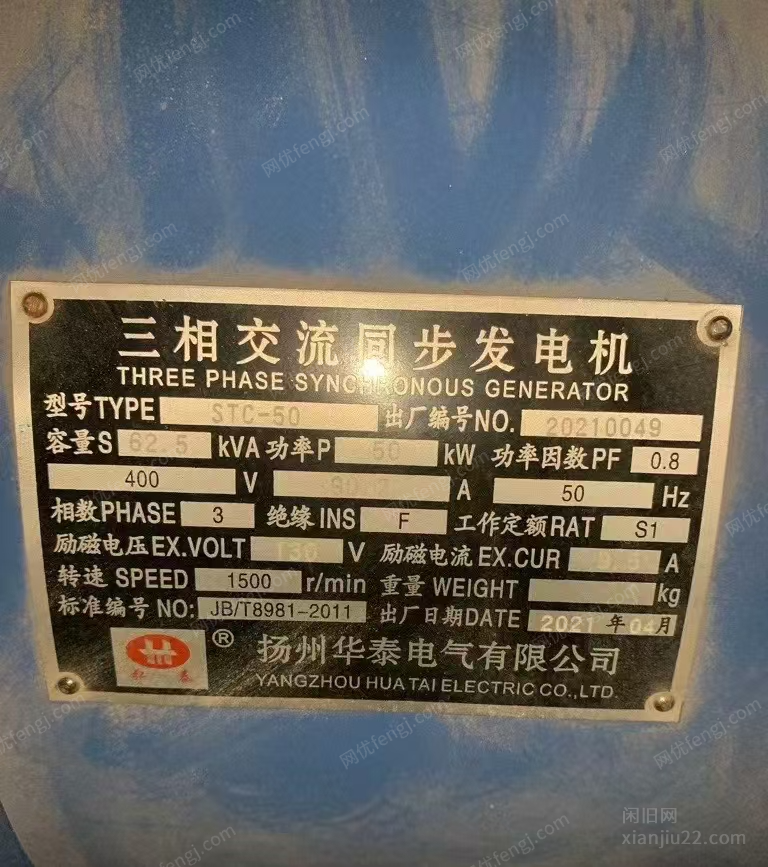 三相交流同步发电机
THREE PHASE SYNCHRONOUS GENERATOR
型号TYPE STC-50 出厂编号NO. 20210049
容量S 62.5 kVA 功率P 50 kW 功率因数PF 0.8
400 V A 50 Hz
相数PHASE 3 绝缘INS F 工作定额RAT S1
励磁电压EX.VOLT V 励磁电流EX.CUR A
转速 SPEED 1500 r/min 重量 WEIGHT kg
标准编号 NO: JB/T8981-2011 出厂日期DATE 2021 年 04月
华泰 ® 扬州华泰电气有限公司
YANGZHOU HUA TAI ELECTRIC CO.,LTD.
网优fengj.com
闲旧网
xianjiu22.com